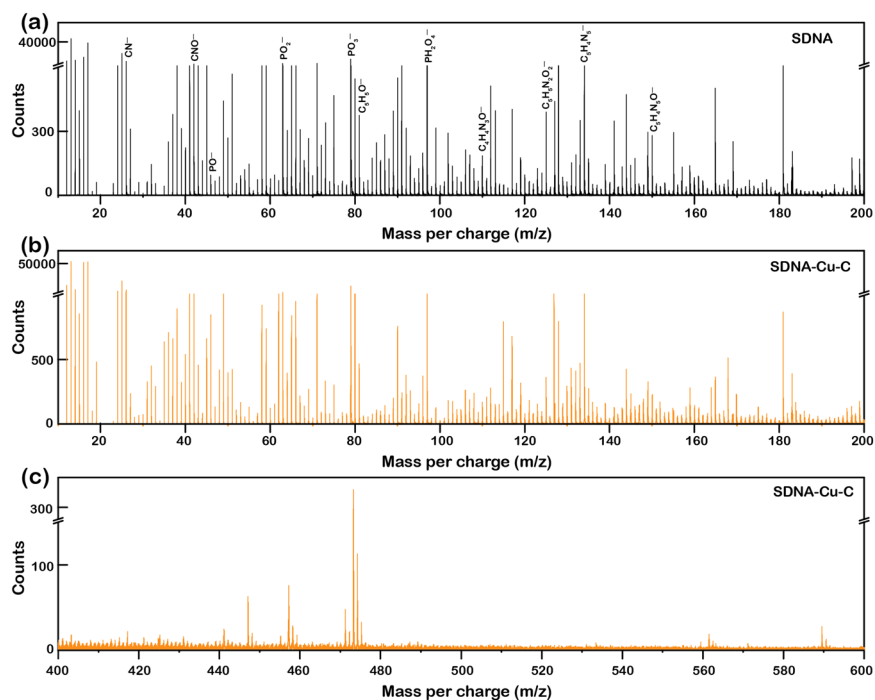 (a)
SDNA
40000
300
0
Counts
CN⁻
CNO⁻
PO⁻
PO₂⁻
PO₃⁻
C₅H₅O⁻
PH₂O₄⁻
C₄H₄N₃O⁻
C₅H₅N₂O₂⁻
C₅H₄N₅⁻
C₅H₄N₅O⁻
20 40 60 80 100 120 140 160 180 200
Mass per charge (m/z)
(b)
SDNA-Cu-C
50000
500
0
Counts
20 40 60 80 100 120 140 160 180 200
Mass per charge (m/z)
(c)
SDNA-Cu-C
300
100
0
Counts
400 420 440 460 480 500 520 540 560 580 600
Mass per charge (m/z)